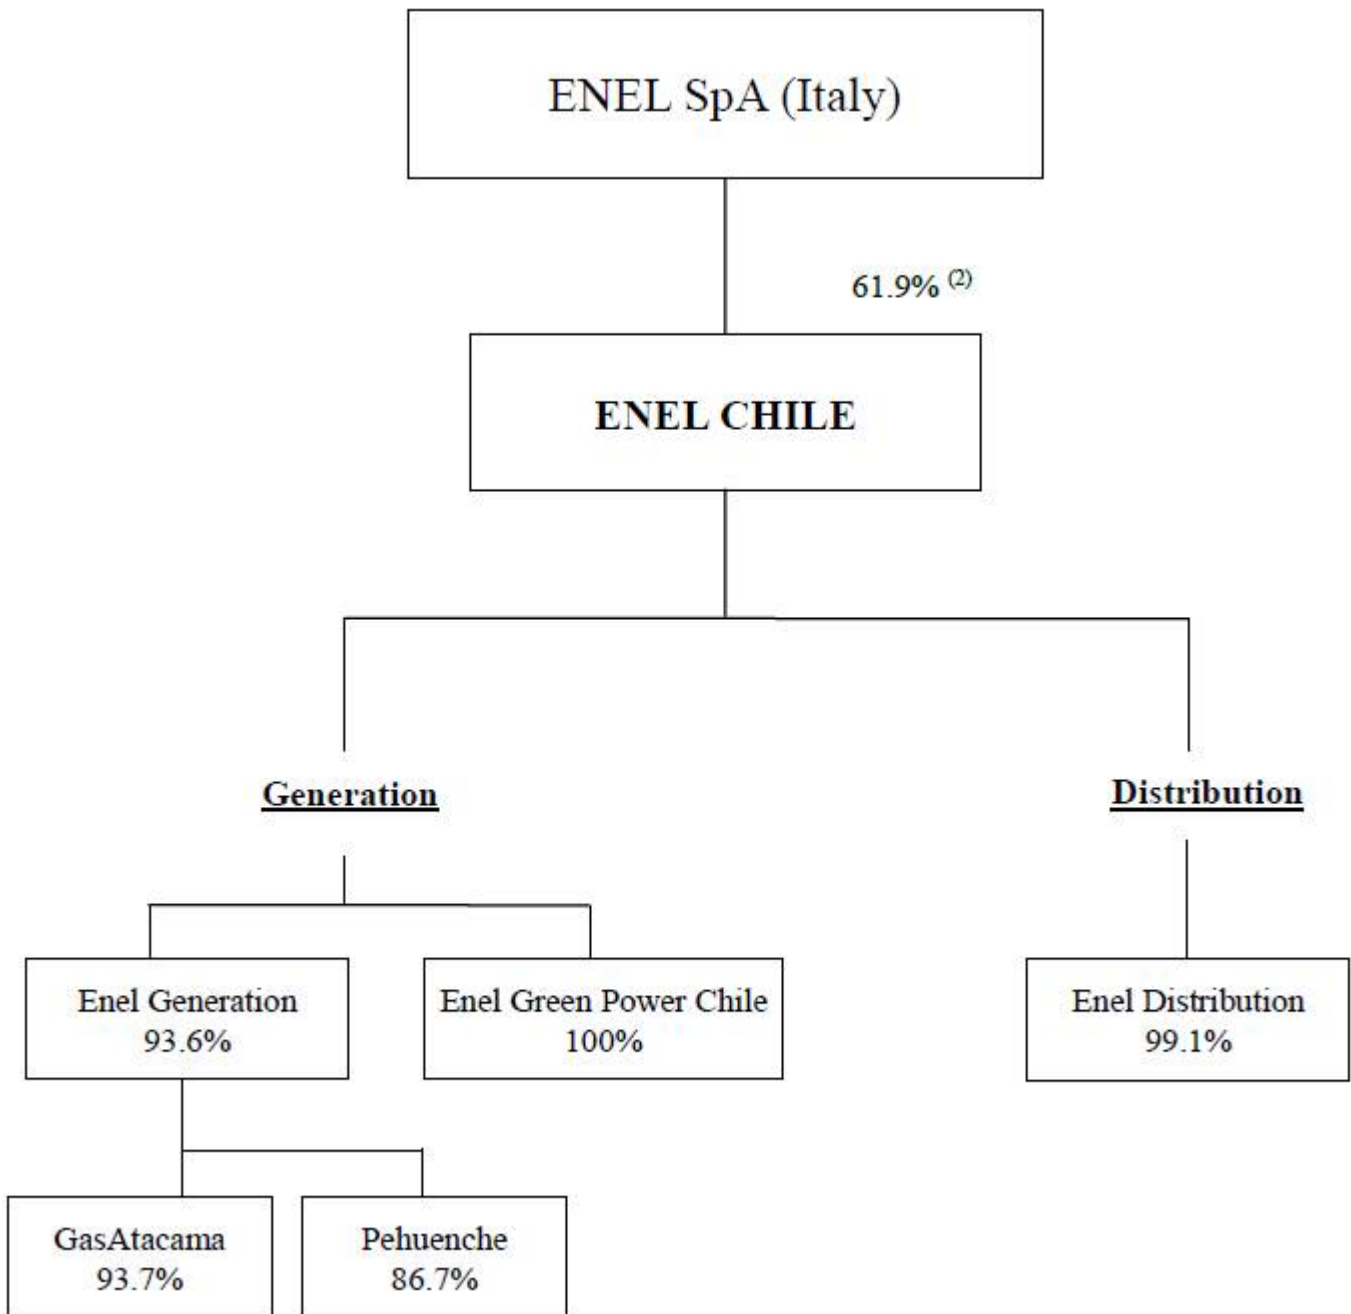 ENEL SpA (Italy)
61.9% (2)
ENEL CHILE
Generation
Distribution
Enel Generation
93.6%
Enel Green Power Chile
100%
Enel Distribution
99.1%
GasAtacama
93.7%
Pehuenche
86.7%